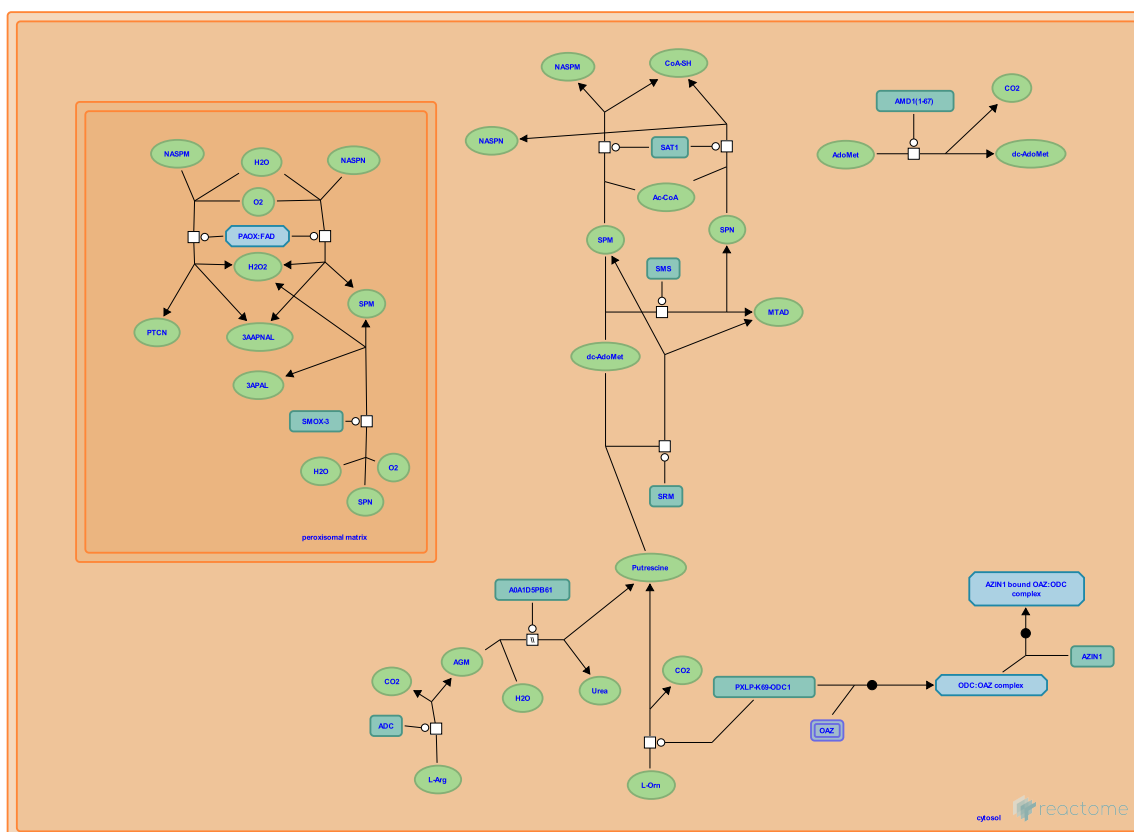 NASPM
CoA-SH
CO2
AMD1(1-67)
NASPN
SAT1
AdoMet
dc-AdoMet
Ac-CoA
SPM
SPN
SMS
MTAD
dc-AdoMet
SRM
NASPM
H2O
NASPN
O2
PAOX:FAD
H2O2
SPM
PTCN
3AAPNAL
3APAL
SMOX-3
H2O
O2
SPN
peroxisomal matrix
Putrescine
A0A1D5PB61
\\
AGM
CO2
H2O
Urea
ADC
L-Arg
CO2
PXLP-K69-ODC1
OAZ
L-Orn
AZIN1 bound OAZ:ODC
complex
AZIN1
ODC:OAZ complex
cytosol
reactome